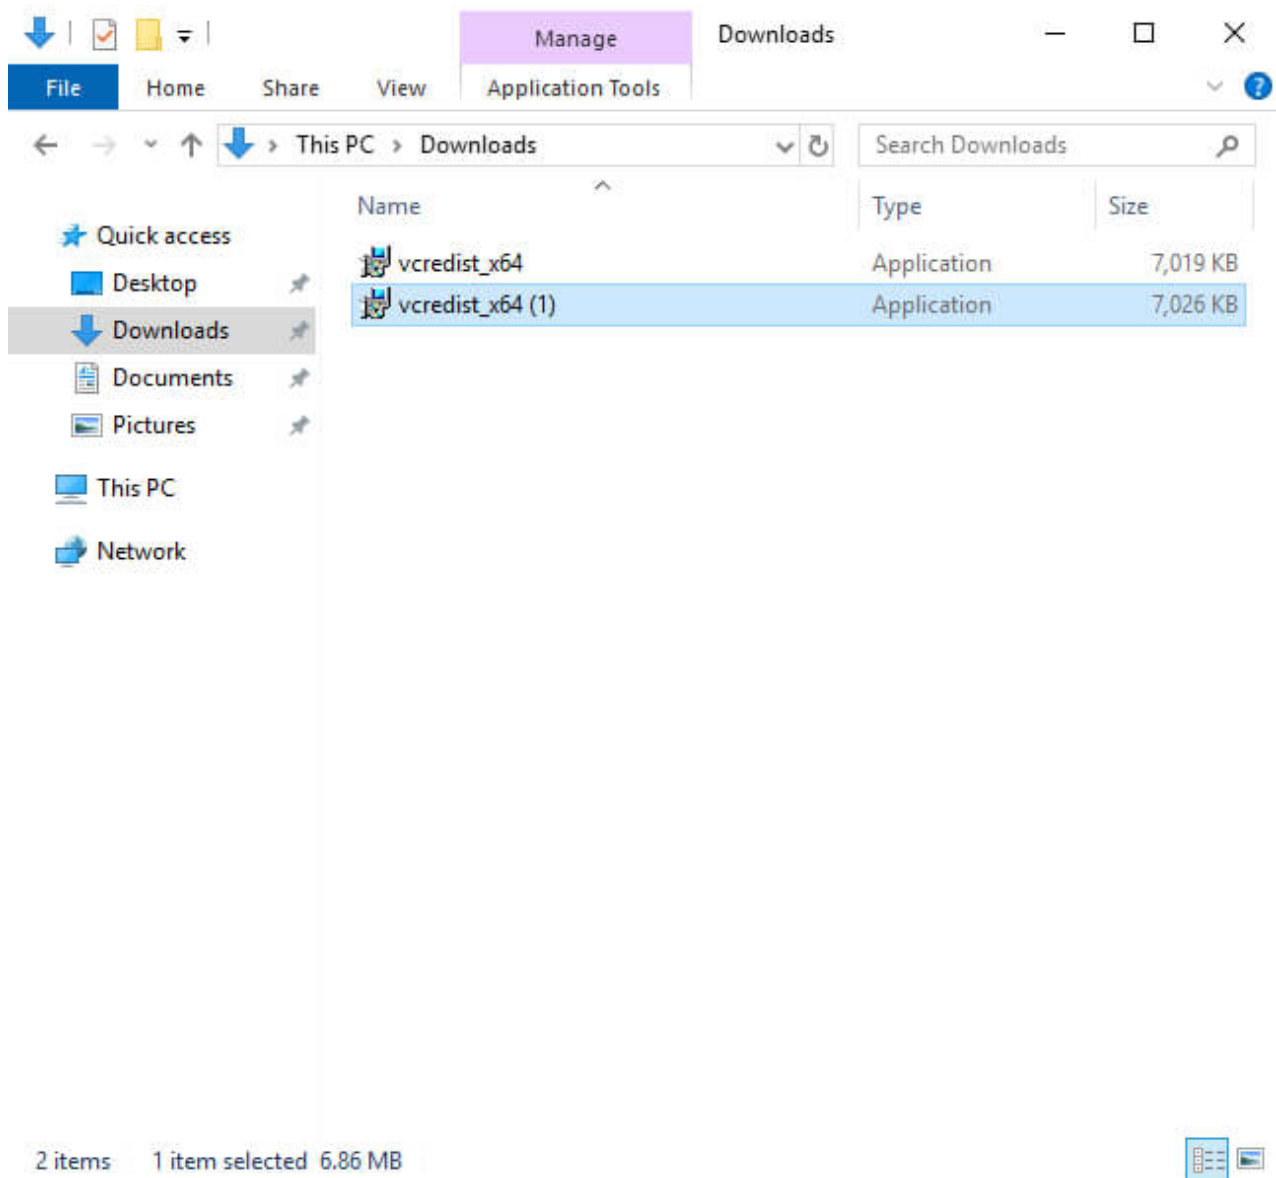 Manage Downloads
File Home Share View Application Tools
This PC > Downloads Search Downloads
Name Type Size
Quick access
vcredist_x64 Application 7,019 KB
Desktop
vcredist_x64 (1) Application 7,026 KB
Downloads
Documents
Pictures
This PC
Network
2 items 1 item selected 6.86 MB